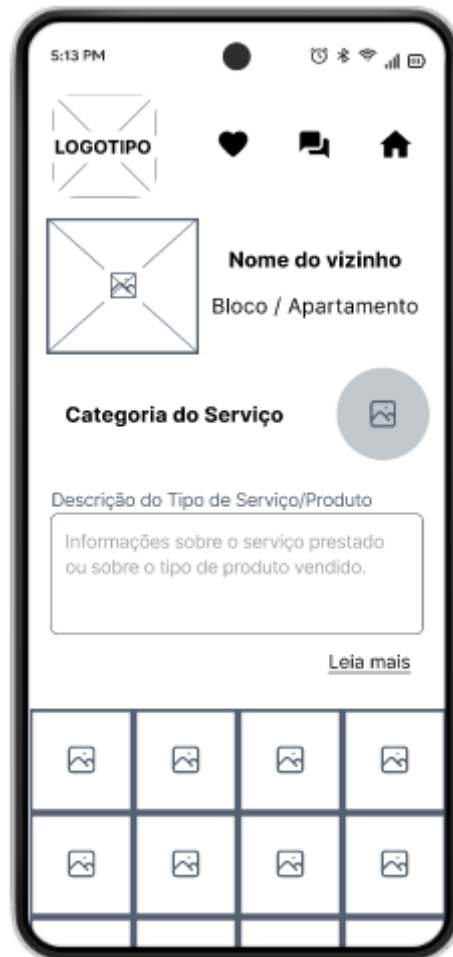 5:13 PM
LOGOTIPO
Nome do vizinho
Bloco / Apartamento
Categoria do Serviço
Descrição do Tipo de Serviço/Produto
Informações sobre o serviço prestado
ou sobre o tipo de produto vendido.
Leia mais